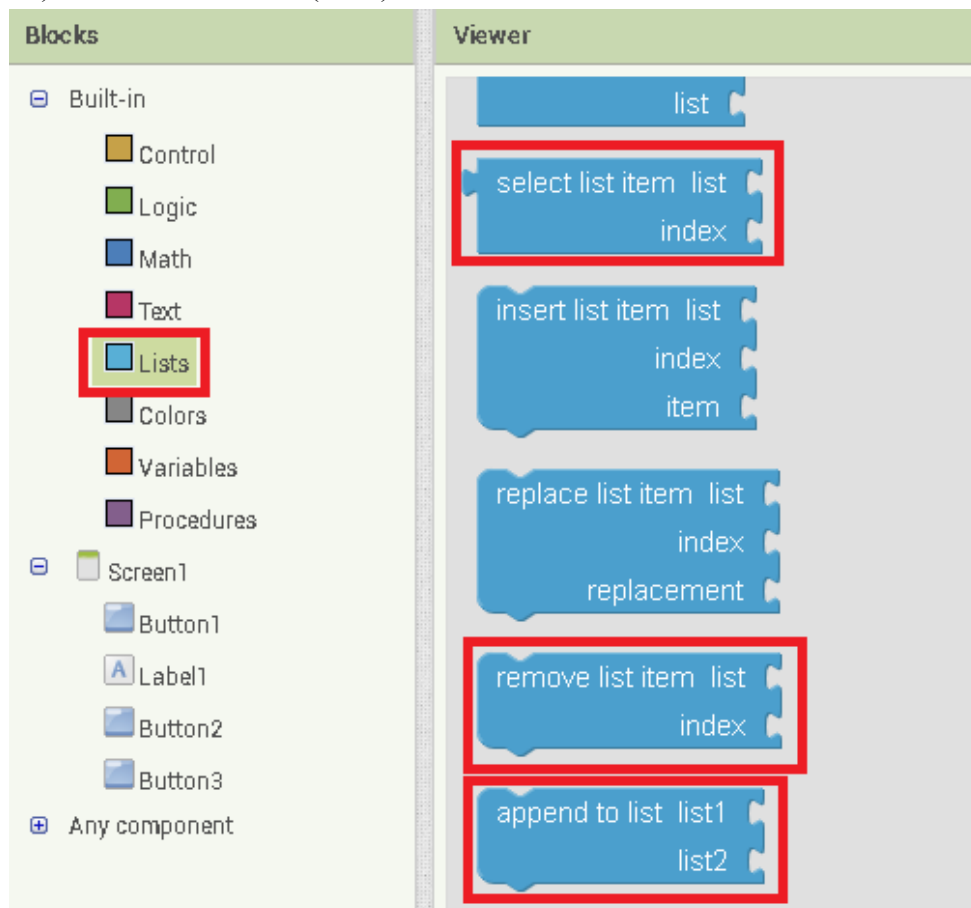 Blocks
Built-in
Control
Logic
Math
Text
Lists
Colors
Variables
Procedures
Screen1
Button1
A Label1
Button2
Button3
Any component
Viewer
list
select list item list
index
insert list item list
index
item
replace list item list
index
replacement
remove list item list
index
append to list list1
list2